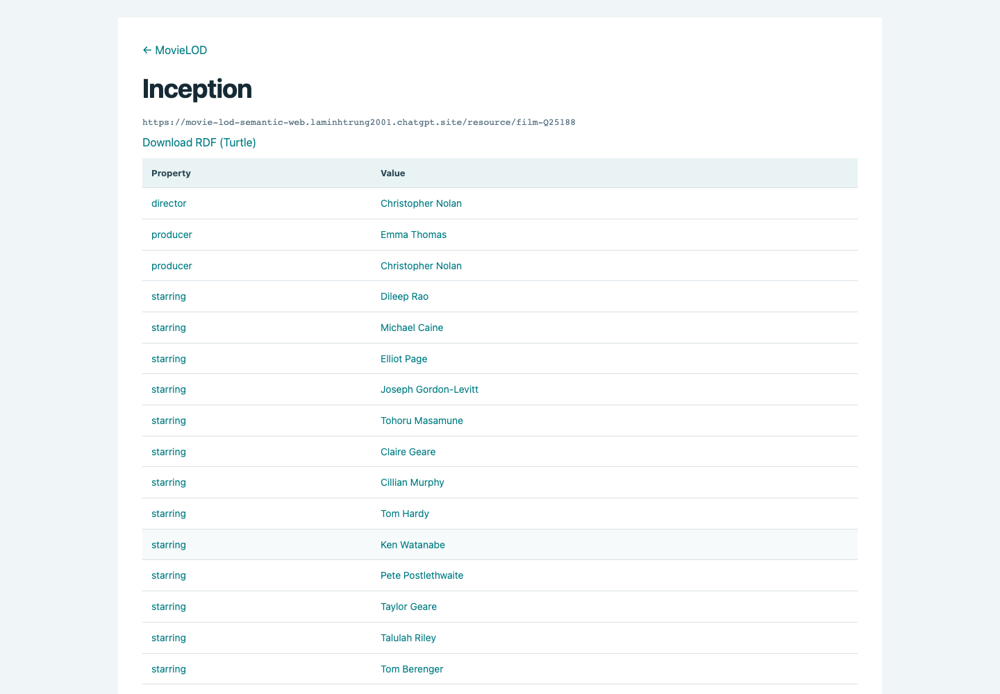 ← MovieLOD
Inception
https://movie-lod-semantic-web.laminhtrung2001.chatgpt.site/resource/film-Q25188
Download RDF (Turtle)
Property Value
director Christopher Nolan
producer Emma Thomas
producer Christopher Nolan
starring Dileep Rao
starring Michael Caine
starring Elliot Page
starring Joseph Gordon-Levitt
starring Tohoru Masamune
starring Claire Geare
starring Cillian Murphy
starring Tom Hardy
starring Ken Watanabe
starring Pete Postlethwaite
starring Taylor Geare
starring Talulah Riley
starring Tom Berenger